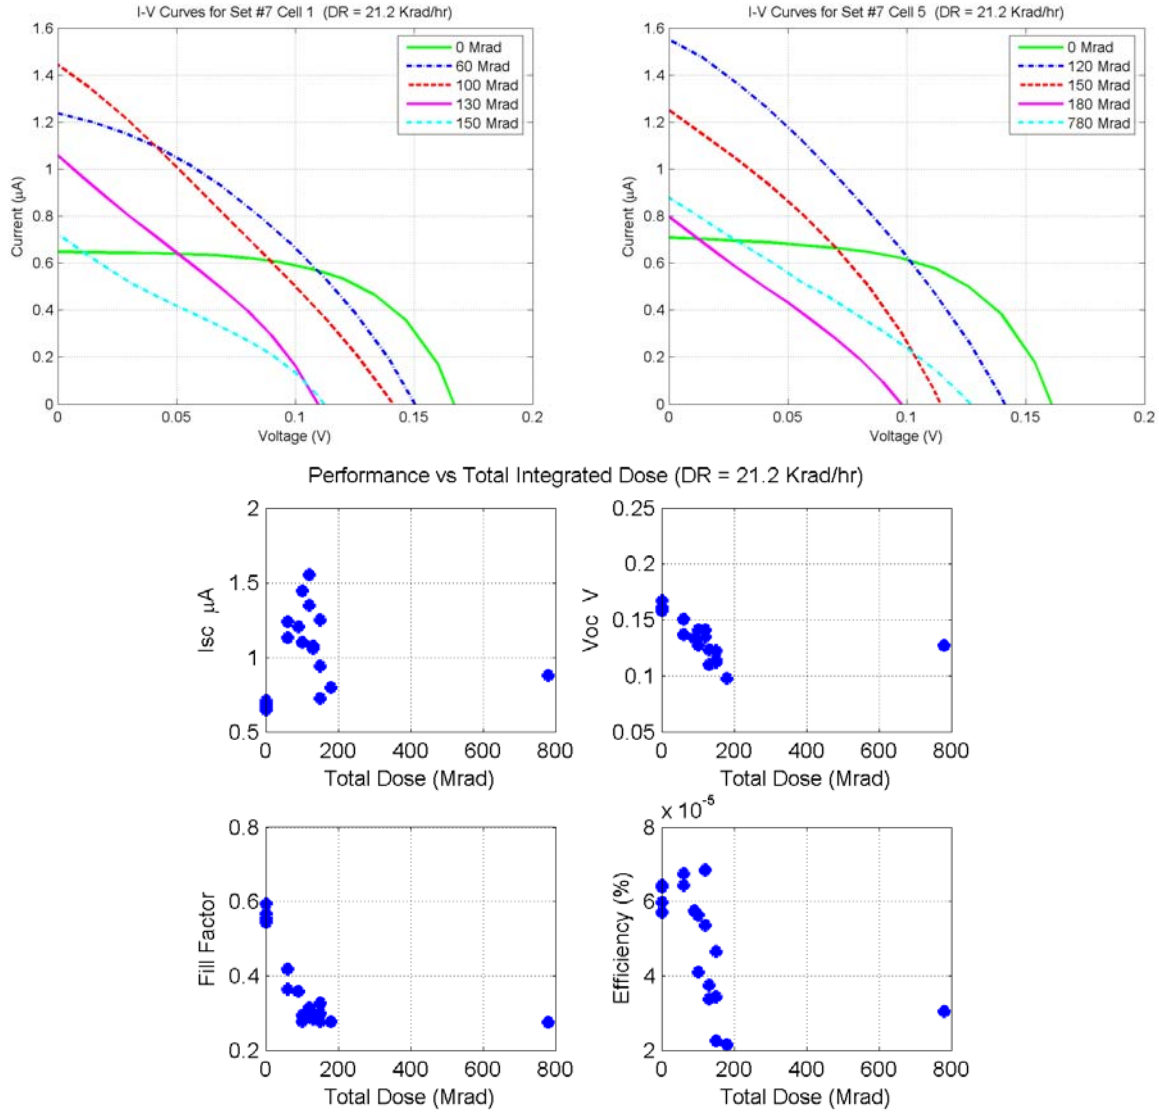 I-V Curves for Set #7 Cell 1 (DR = 21.2 Krad/hr)
1.6
1.4
1.2
1
0.8
0.6
0.4
0.2
0
Current (µA)
0 Mrad
60 Mrad
100 Mrad
130 Mrad
150 Mrad
0
0.05
0.1
0.15
0.2
Voltage (V)
I-V Curves for Set #7 Cell 5 (DR = 21.2 Krad/hr)
1.6
1.4
1.2
1
0.8
0.6
0.4
0.2
0
Current (µA)
0 Mrad
120 Mrad
150 Mrad
180 Mrad
780 Mrad
0
0.05
0.1
0.15
0.2
Voltage (V)
Performance vs Total Integrated Dose (DR = 21.2 Krad/hr)
2
1.5
1
0.5
Isc µA
0 200 400 600 800
Total Dose (Mrad)
0.25
0.2
0.15
0.1
0.05
Voc V
0 200 400 600 800
Total Dose (Mrad)
0.8
0.6
0.4
0.2
Fill Factor
0 200 400 600 800
Total Dose (Mrad)
x 10⁻⁵
8
6
4
2
Efficiency (%)
0 200 400 600 800
Total Dose (Mrad)